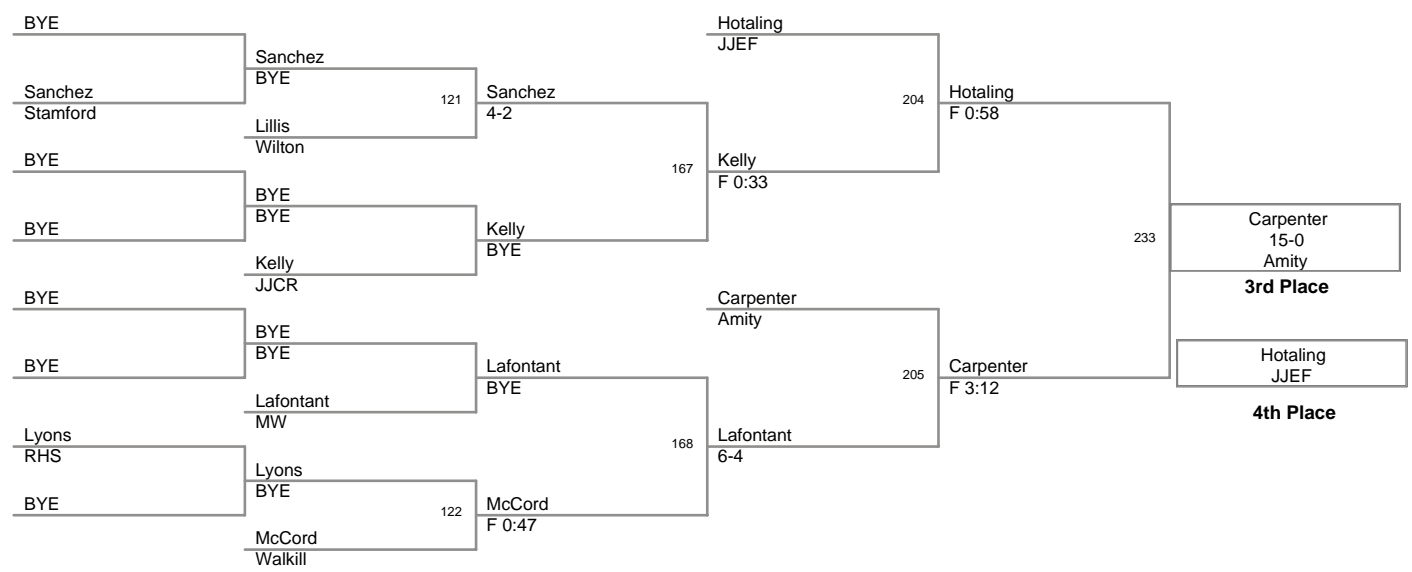 BYE
Sanchez
Stamford
BYE
BYE
BYE
BYE
Lyons
RHS
BYE
Sanchez
BYE
Lillis
Wilton
BYE
BYE
Kelly
JJCR
BYE
BYE
Lafontant
MW
Lyons
BYE
McCord
Walkill
121
122
Sanchez
4-2
Kelly
BYE
Lafontant
BYE
McCord
F 0:47
167
168
Hotaling
JJEF
Kelly
F 0:33
Carpenter
Amity
Lafontant
6-4
204
205
Hotaling
F 0:58
Carpenter
F 3:12
233
Carpenter
15-0
Amity
3rd Place
Hotaling
JJEF
4th Place